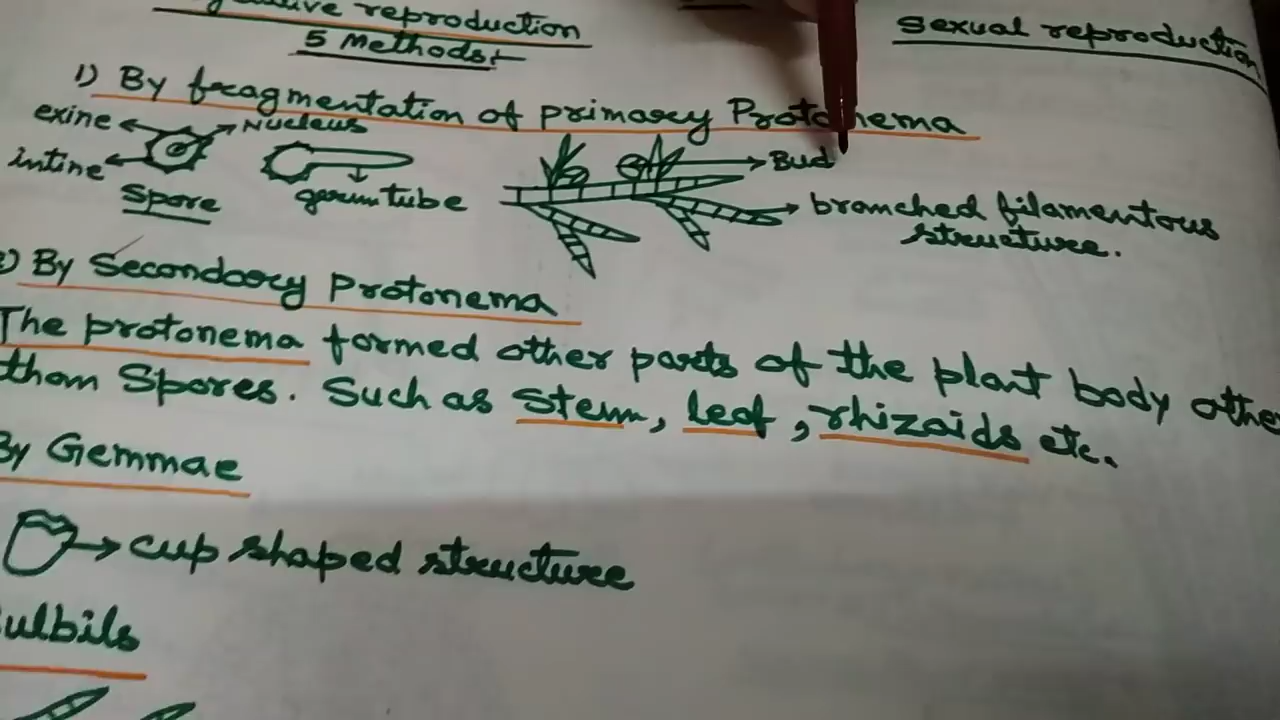 reproduction
5 Methods:-
Sexual reproduction
1) By fragmentation of primary Protonema
exine
Nucleus
intine
Spore
germ tube
Bud
branched filamentous
structure.
By Secondary Protonema
The protonema formed other parts of the plant body other
than Spores. Such as stem, leaf, rhizoids etc.
By Gemmae
cup shaped structure
ulbils